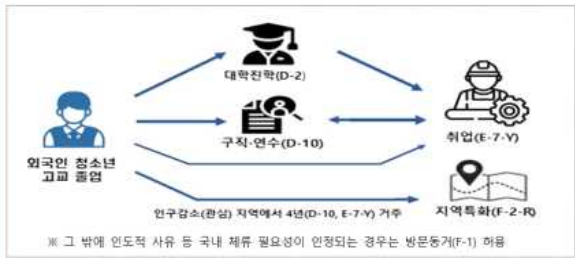 대학진학(D-2)
구직·연수(D-10)
취업(E-7-Y)
외국인 청소년
고교 졸업
인구감소(관심) 지역에서 4년(D-10, E-7-Y) 거주
지역특화(F-2-R)
※ 그 밖에 인도적 사유 등 국내 체류 필요성이 인정되는 경우는 방문동거(F-1) 허용